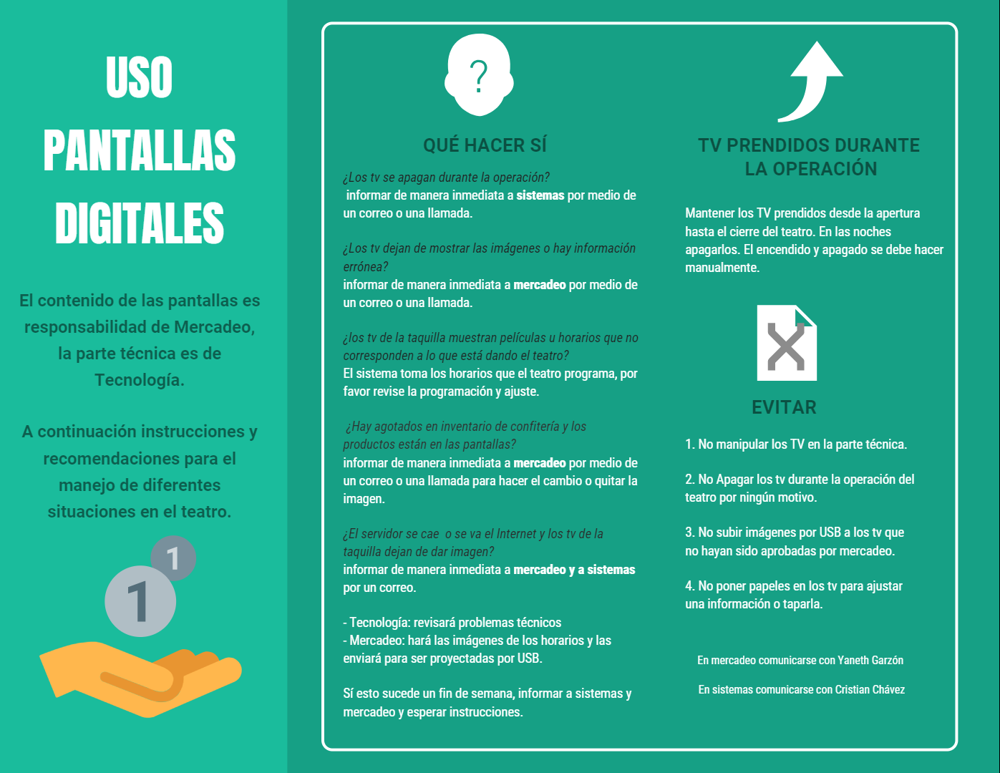 USO
PANTALLAS
DIGITALES
El contenido de las pantallas es
responsabilidad de Mercadeo,
la parte técnica es de
Tecnología.
A continuación instrucciones y
recomendaciones para el
manejo de diferentes
situaciones en el teatro.
1
1
?
QUÉ HACER SÍ
¿Los tv se apagan durante la operación?
informar de manera inmediata a sistemas por medio de
un correo o una llamada.
¿Los tv dejan de mostrar las imágenes o hay información
errónea?
informar de manera inmediata a mercadeo por medio de
un correo o una llamada.
¿los tv de la taquilla muestran películas u horarios que no
corresponden a lo que está dando el teatro?
El sistema toma los horarios que el teatro programa, por
favor revise la programación y ajuste.
¿Hay agotados en inventario de confitería y los
productos están en las pantallas?
informar de manera inmediata a mercadeo por medio de
un correo o una llamada para hacer el cambio o quitar la
imagen.
¿El servidor se cae  o se va el Internet y los tv de la
taquilla dejan de dar imagen?
informar de manera inmediata a mercadeo y a sistemas
por un correo.
- Tecnología: revisará problemas técnicos
- Mercadeo: hará las imágenes de los horarios y las
enviará para ser proyectadas por USB.
Sí esto sucede un fin de semana, informar a sistemas y
mercadeo y esperar instrucciones.
TV PRENDIDOS DURANTE
LA OPERACIÓN
Mantener los TV prendidos desde la apertura
hasta el cierre del teatro. En las noches
apagarlos. El encendido y apagado se debe hacer
manualmente.
EVITAR
1. No manipular los TV en la parte técnica.
2. No Apagar los tv durante la operación del
teatro por ningún motivo.
3. No subir imágenes por USB a los tv que
no hayan sido aprobadas por mercadeo.
4. No poner papeles en los tv para ajustar
una información o taparla.
En mercadeo comunicarse con Yaneth Garzón
En sistemas comunicarse con Cristian Chávez